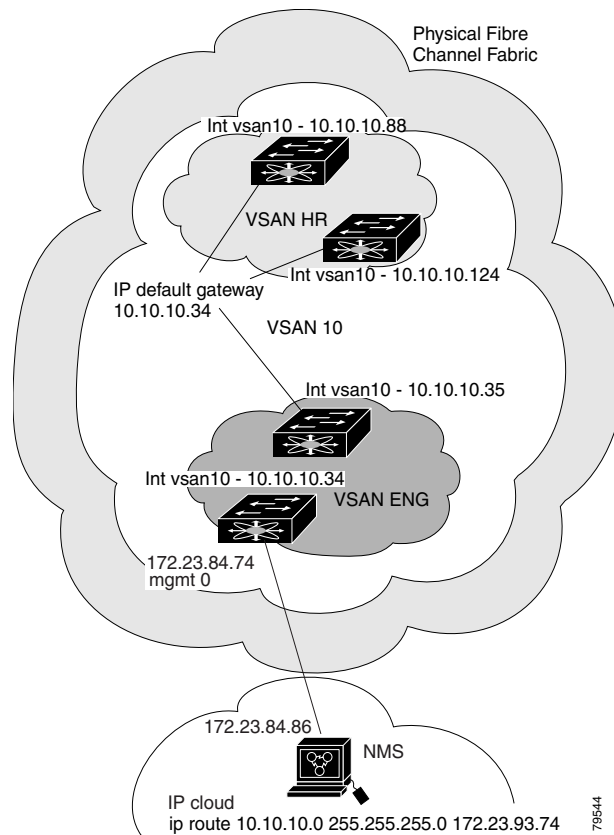 Physical Fibre
Channel Fabric
Int vsan10 - 10.10.10.88
VSAN HR
Int vsan10 - 10.10.10.124
IP default gateway
10.10.10.34
VSAN 10
Int vsan10 - 10.10.10.35
Int vsan10 - 10.10.10.34
VSAN ENG
172.23.84.74
mgmt 0
172.23.84.86
NMS
IP cloud
ip route 10.10.10.0 255.255.255.0 172.23.93.74
79544